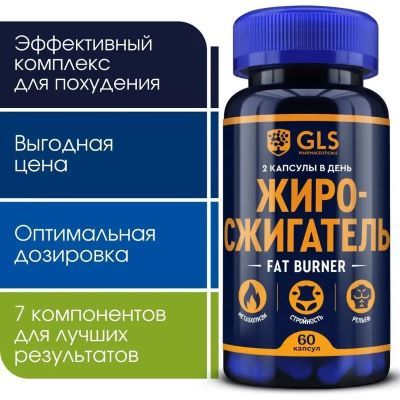 Эффективный
комплекс
для похудения
Выгодная
цена
Оптимальная
дозировка
7 компонентов
для лучших
результатов
GLS
PHARMACEUTICALS
2 КАПСУЛЫ В ДЕНЬ
ЖИРО-
СЖИГАТЕЛЬ
FAT BURNER
МЕТАБОЛИЗМ
СТРОЙНОСТЬ
РЕЛЬЕФ
60
капсул